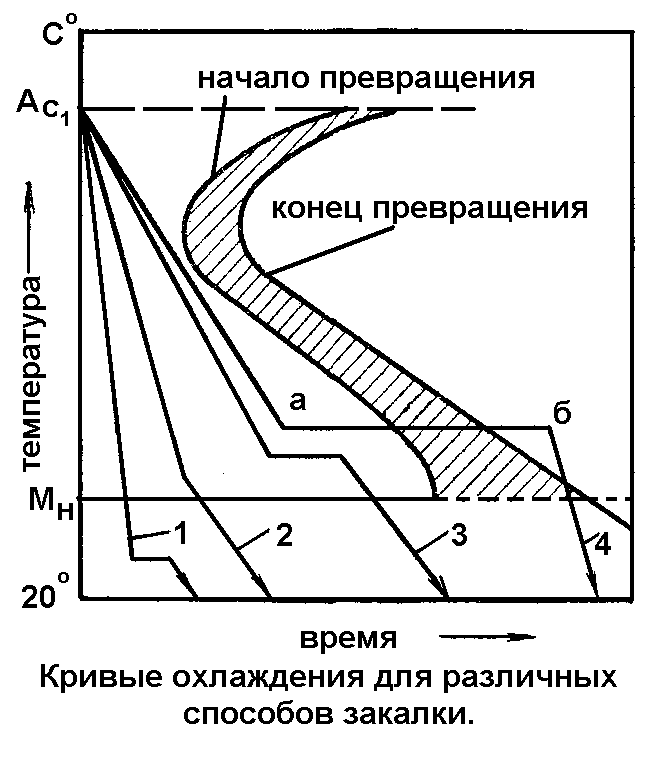 C°
начало превращения
Ac₁
конец превращения
температура
а
б
Mн
1
2
3
4
20°
время
Кривые охлаждения для различных
способов закалки.